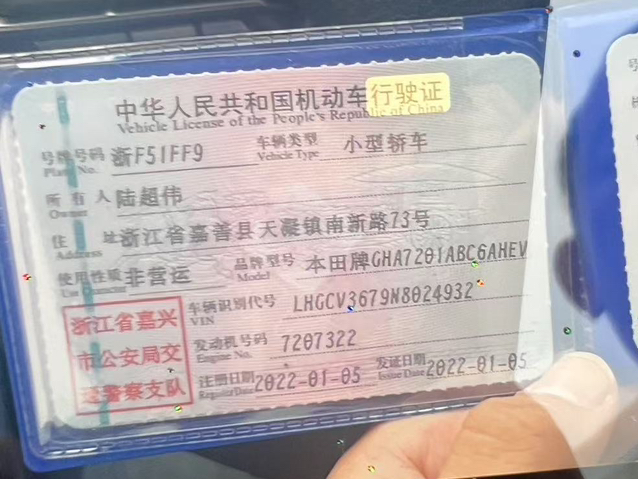 中华人民共和国机动车行驶证
Vehicle License of the People's Republic of China
号牌号码 浙F51FF9 车辆类型 小型轿车
Plate No. Vehicle Type
所有人 陆超伟
Owner
住址 浙江省嘉善县天凝镇南新路73号
Address
使用性质 非营运 品牌型号 本田牌GHA7201ABC6AHEV
Use Character Model
车辆识别代号 LHGCV3679N8024932
VIN
浙江省嘉兴
市公安局交
通警察支队
发动机号码 7207322
Engine No.
注册日期 2022-01-05 发证日期 2022-01-05
Register Date Issue Date